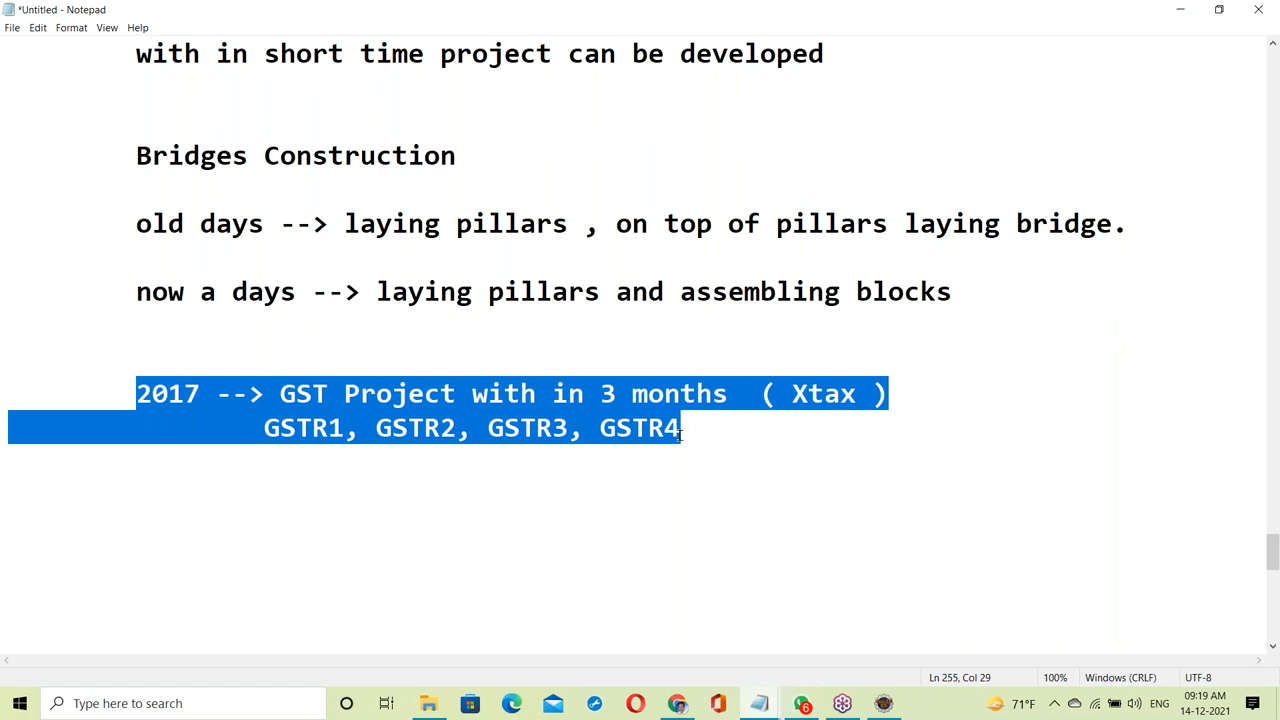 *Untitled - Notepad
File Edit Format View Help
with in short time project can be developed
Bridges Construction
old days --> laying pillars , on top of pillars laying bridge.
now a days --> laying pillars and assembling blocks
2017 --> GST Project with in 3 months ( Xtax )
GSTR1, GSTR2, GSTR3, GSTR4
Ln 255, Col 29 100% Windows (CRLF) UTF-8
Type here to search 6 71°F ENG 09:19 AM
14-12-2021